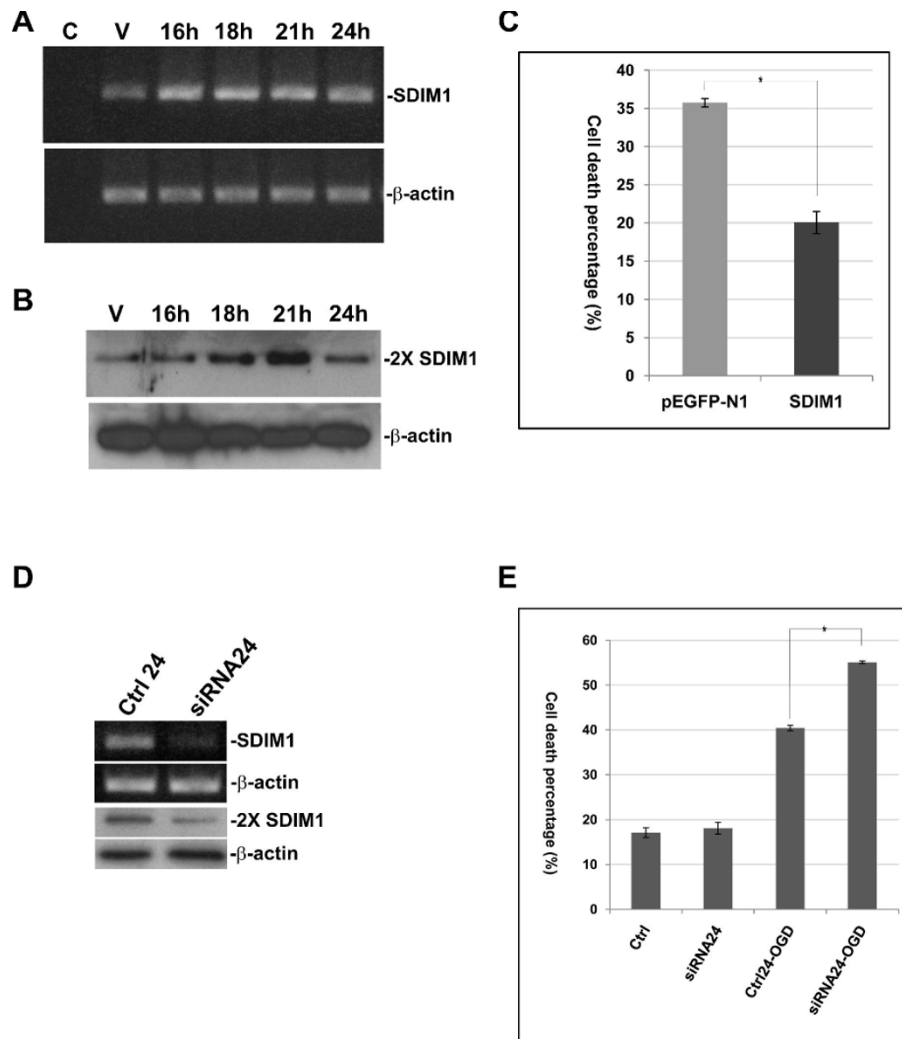 A
C V 16h 18h 21h 24h
-SDIM1
-β-actin
B
V 16h 18h 21h 24h
-2X SDIM1
-β-actin
C
Cell death percentage (%)
40
35
30
25
20
15
10
5
0
*
pEGFP-N1 SDIM1
D
Ctrl 24 siRNA24
-SDIM1
-β-actin
-2X SDIM1
-β-actin
E
Cell death percentage (%)
60
50
40
30
20
10
0
*
Ctrl siRNA24 Ctrl24-OGD siRNA24-OGD